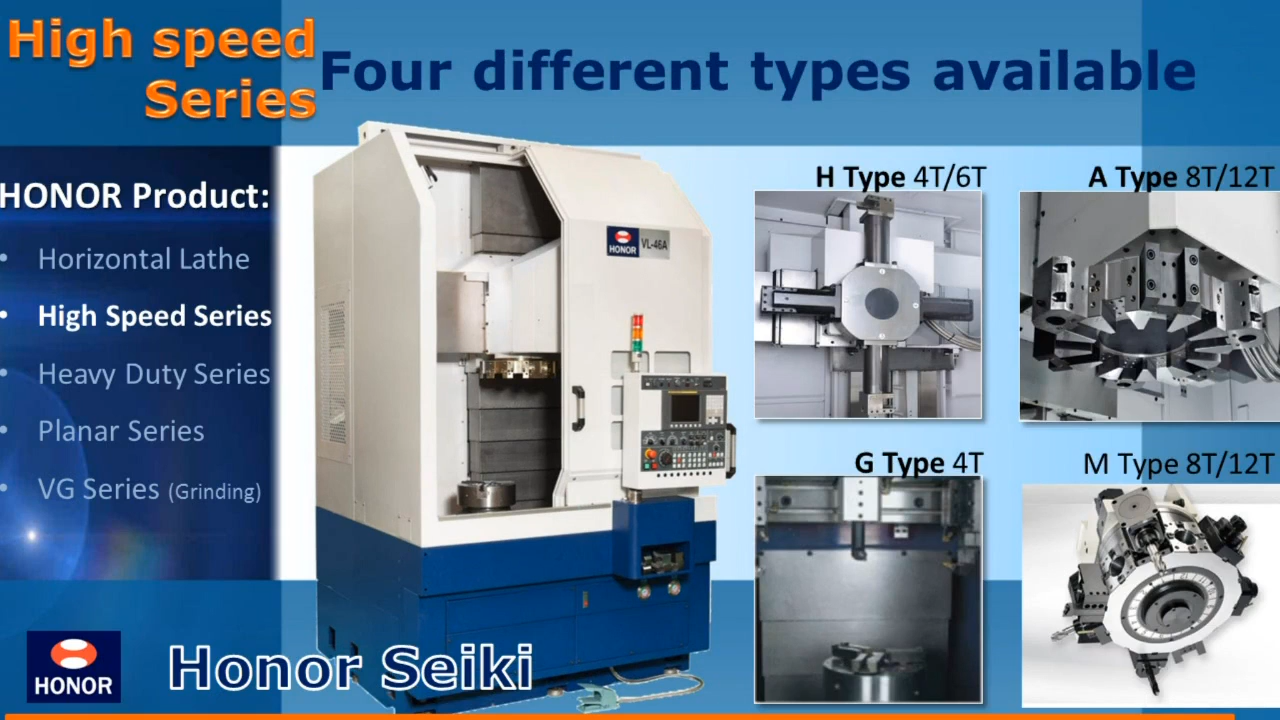 High speed
Series
Four different types available
HONOR Product:
• Horizontal Lathe
• High Speed Series
• Heavy Duty Series
• Planar Series
• VG Series (Grinding)
HONOR VL-46A
H Type 4T/6T
A Type 8T/12T
G Type 4T
M Type 8T/12T
HONOR
Honor Seiki